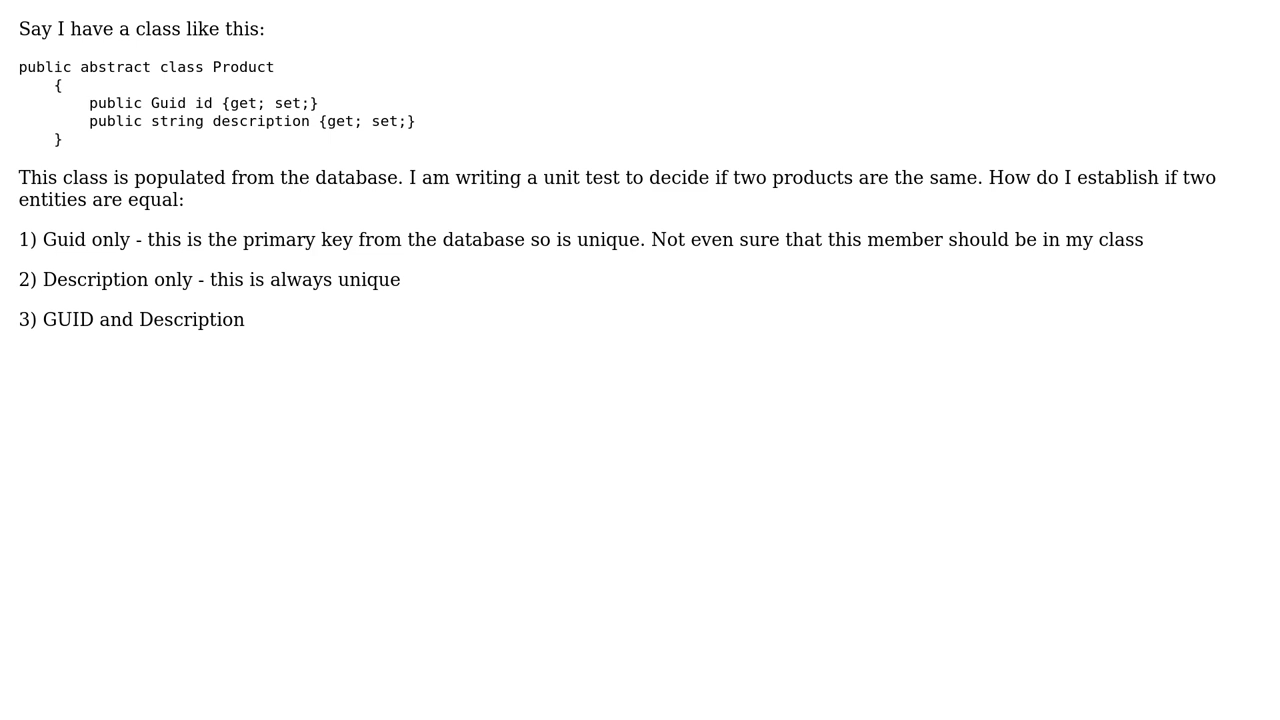 Say I have a class like this:
public abstract class Product
    {
        public Guid id {get; set;}
        public string description {get; set;}
    }
This class is populated from the database. I am writing a unit test to decide if two products are the same. How do I establish if two
entities are equal:
1) Guid only - this is the primary key from the database so is unique. Not even sure that this member should be in my class
2) Description only - this is always unique
3) GUID and Description